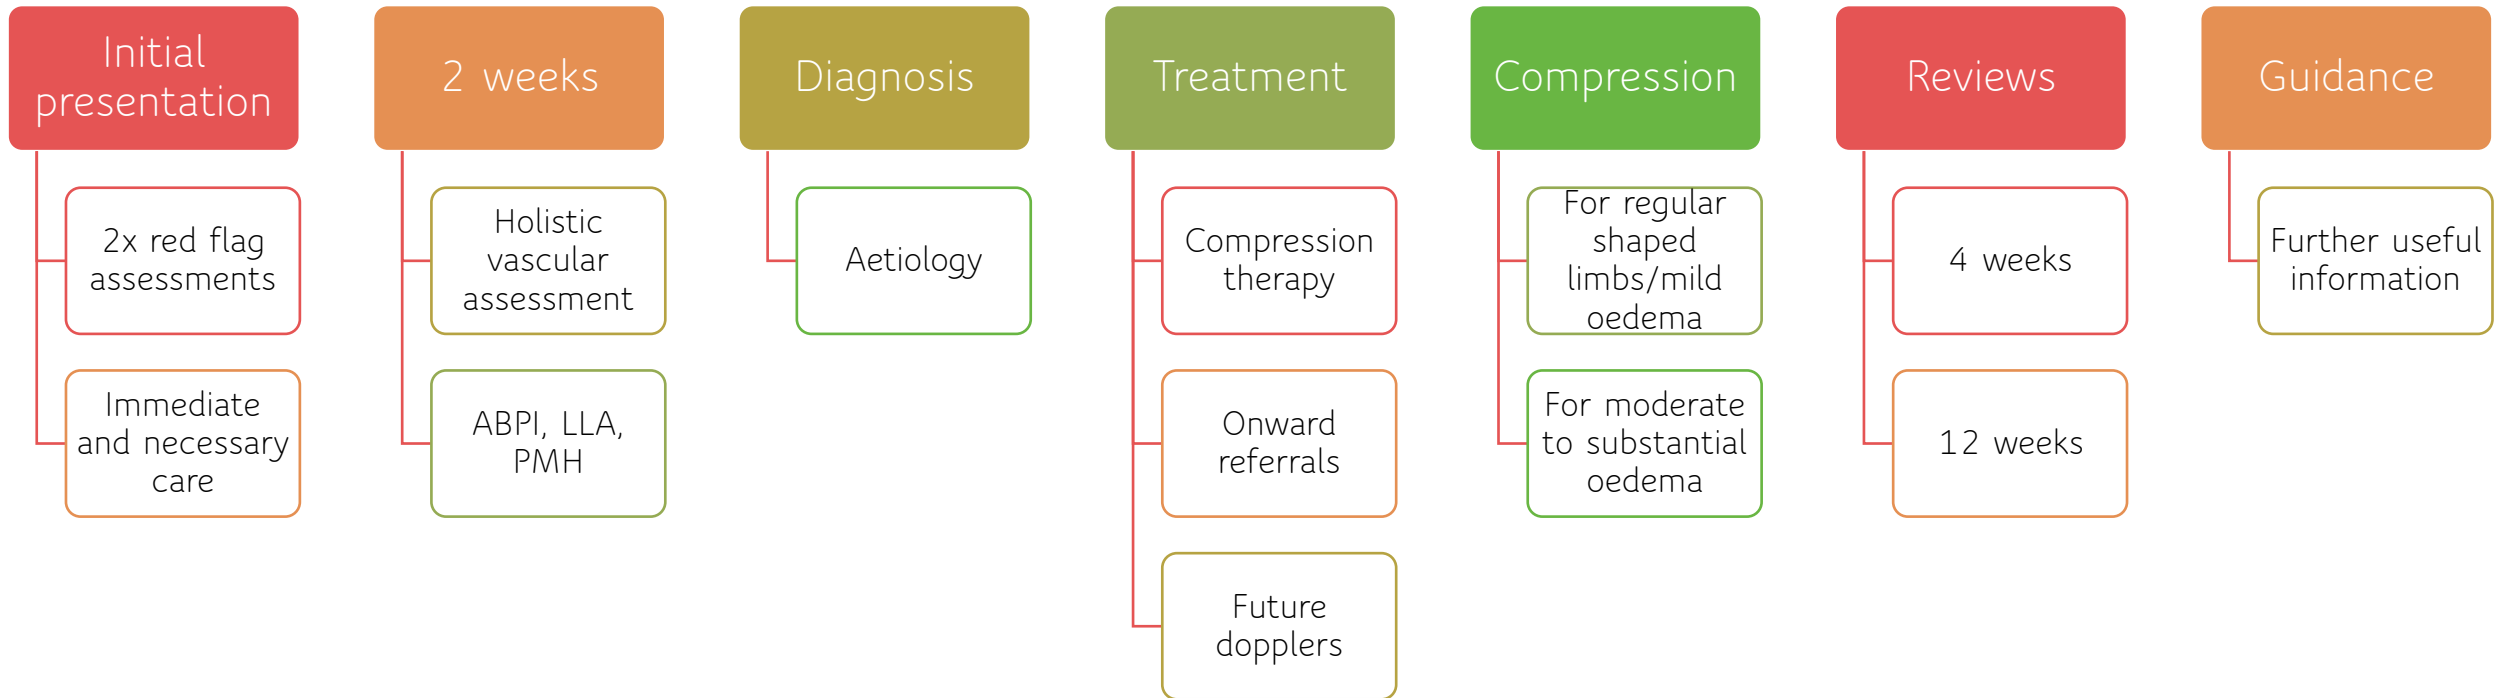 Initial
presentation
2x red flag
assessments
Immediate
and necessary
care
2 weeks
Holistic
vascular
assessment
ABPI, LLA,
PMH
Diagnosis
Aetiology
Treatment
Compression
therapy
Onward
referrals
Future
dopplers
Compression
For regular
shaped
limbs/mild
oedema
For moderate
to substantial
oedema
Reviews
4 weeks
12 weeks
Guidance
Further useful
information